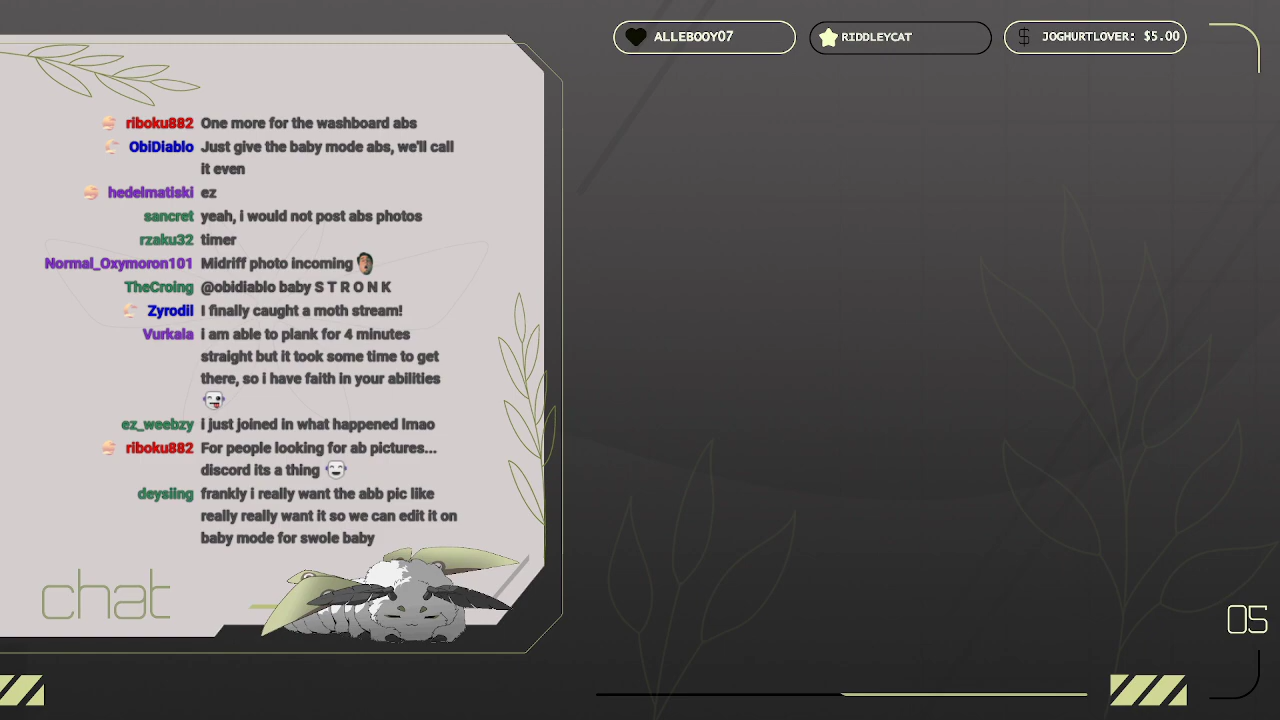 ALLEBOOY07
RIDDLEYCAT
$ JOGHURTLOVER: $5.00
riboku882 One more for the washboard abs
ObiDiablo Just give the baby mode abs, we'll call
it even
hedelmatiski ez
sancret yeah, i would not post abs photos
rzaku32 timer
Normal_Oxymoron101 Midriff photo incoming
TheCroing @obidiablo baby S T R O N K
Zyrodil I finally caught a moth stream!
Vurkala i am able to plank for 4 minutes
straight but it took some time to get
there, so i have faith in your abilities
ez_weebzy i just joined in what happened lmao
riboku882 For people looking for ab pictures...
discord its a thing
deysiing frankly i really want the abb pic like
really really want it so we can edit it on
baby mode for swole baby
chat
05